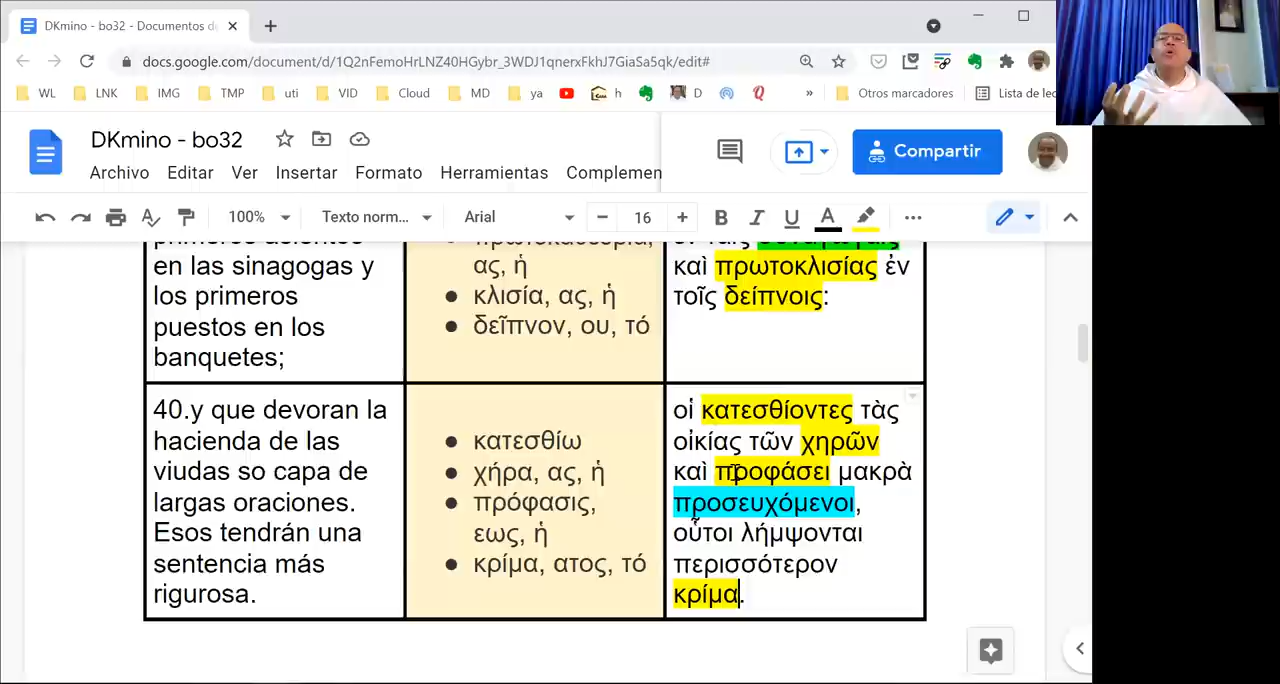 DKmino - bo32 - Documentos de
docs.google.com/document/d/1Q2nFemoHrLNZ40HGybr_3WDJ1qnerxFkhJ7GiaSa5qk/edit#
WL LNK IMG TMP uti VID Cloud MD ya h D » Otros marcadores Lista de lec
DKmino - bo32
Compartir
Archivo Editar Ver Insertar Formato Herramientas Complemen
100% Texto norm... Arial 16 B I U A
en las sinagogas y
los primeros
puestos en los
banquetes;
ας, ἡ
κλισία, ας, ἡ
δεῖπνον, ου, τό
καὶ πρωτοκλισίας ἐν
τοῖς δείπνοις:
40.y que devoran la
hacienda de las
viudas so capa de
largas oraciones.
Esos tendrán una
sentencia más
rigurosa.
κατεσθίω
χήρα, ας, ἡ
πρόφασις,
εως, ἡ
κρίμα, ατος, τό
οἱ κατεσθίοντες τὰς
οἰκίας τῶν χηρῶν
καὶ προφάσει μακρὰ
προσευχόμενοι,
οὗτοι λήμψονται
περισσότερον
κρίμα.